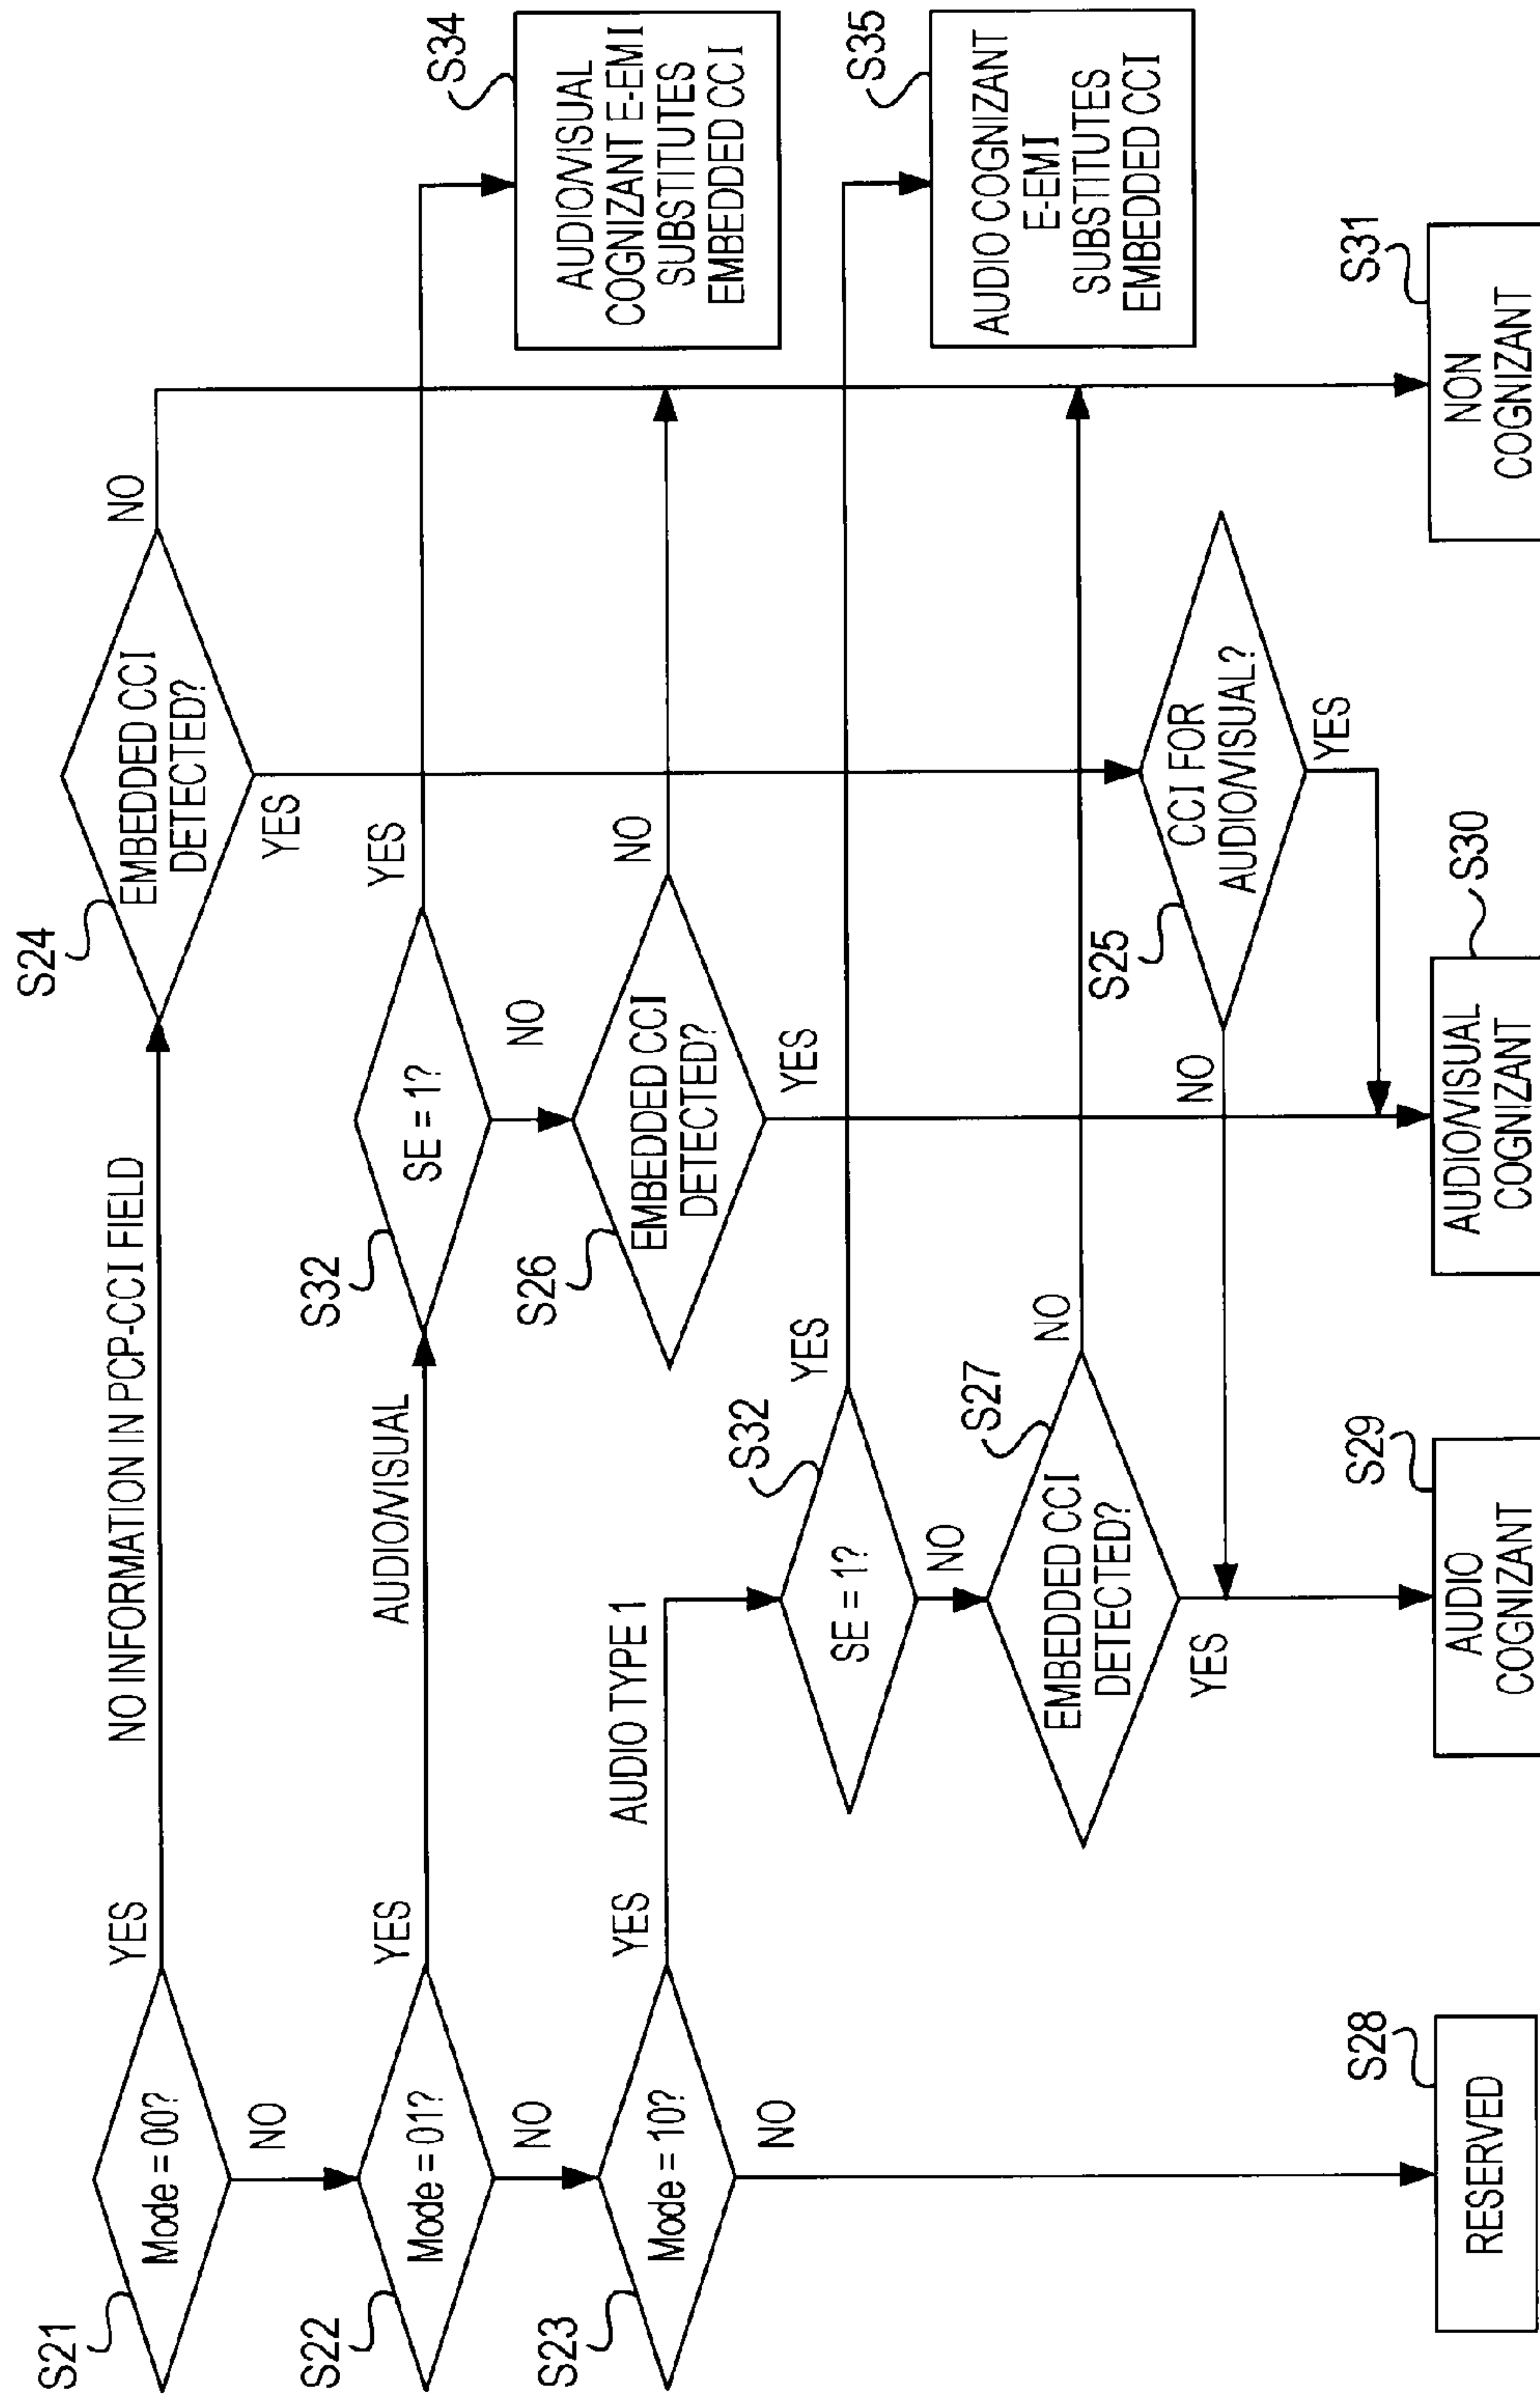 S21
Mode = 00?
YES
NO INFORMATION IN PCP-CCI FIELD
NO
S24
EMBEDDED CCI
DETECTED?
NO
YES
S22
Mode = 01?
YES
AUDIO/VISUAL
NO
S32
SE = 1?
YES
NO
S34
AUDIO/VISUAL
COGNIZANT E-EMI
SUBSTITUTES
EMBEDDED CCI
S26
EMBEDDED CCI
DETECTED?
NO
YES
S23
Mode = 10?
YES
AUDIO TYPE 1
NO
S32
SE = 1?
YES
NO
S35
AUDIO COGNIZANT
E-EMI
SUBSTITUTES
EMBEDDED CCI
S27
EMBEDDED CCI
DETECTED?
NO
YES
S25
CCI FOR
AUDIO/VISUAL?
NO
YES
S28
RESERVED
S29
AUDIO
COGNIZANT
S30
AUDIO/VISUAL
COGNIZANT
S31
NON
COGNIZANT